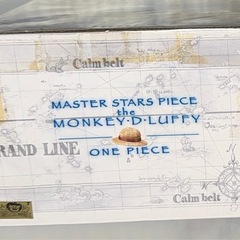 Calm belt
MASTER STARS PIECE
the
MONKEY·D·LUFFY
RAND LINE
ONE PIECE
Calm belt